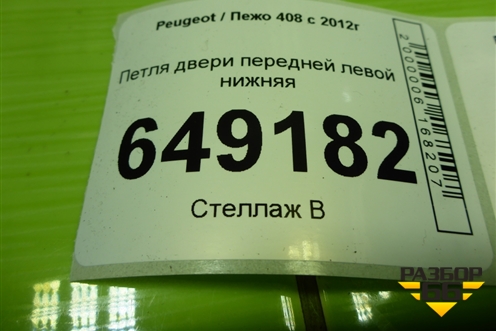 Peugeot / Пежо 408 с 2012г
Петля двери передней левой
нижняя
649182
Стеллаж В
2000006168207
РАЗБОР